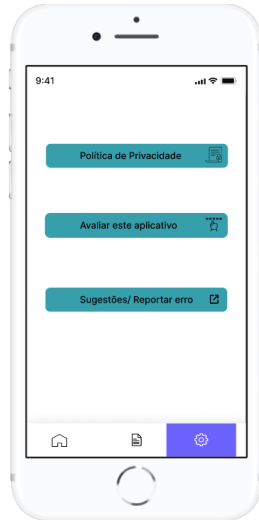 9:41
Política de Privacidade
Avaliar este aplicativo
Sugestões/ Reportar erro